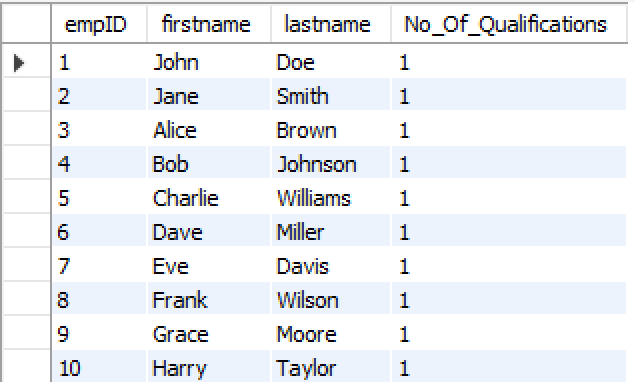 empID firstname lastname No_Of_Qualifications
1 John Doe 1
2 Jane Smith 1
3 Alice Brown 1
4 Bob Johnson 1
5 Charlie Williams 1
6 Dave Miller 1
7 Eve Davis 1
8 Frank Wilson 1
9 Grace Moore 1
10 Harry Taylor 1